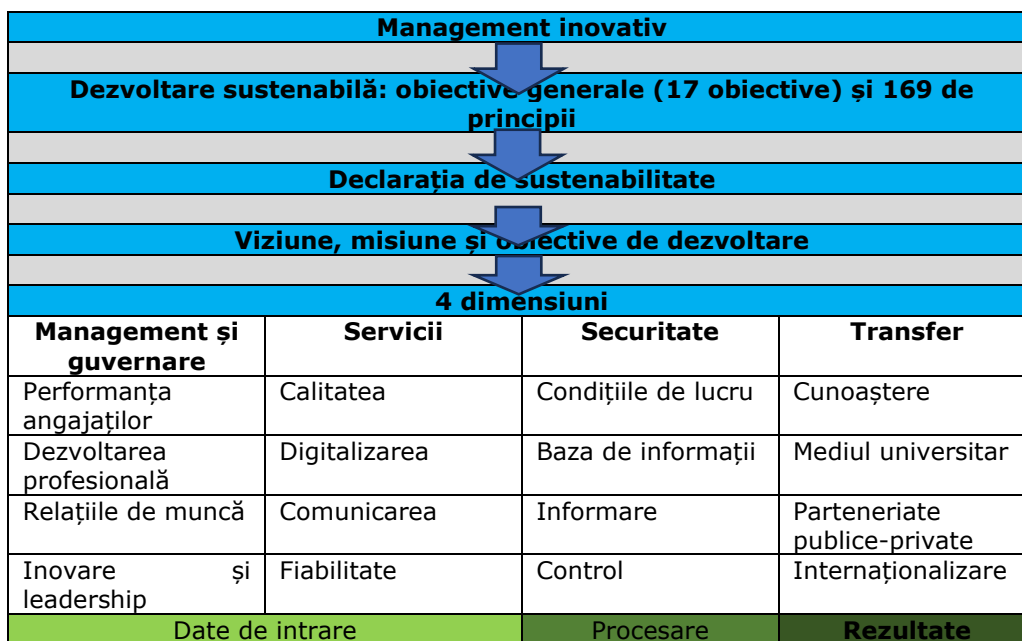 Management inovativ
Dezvoltare sustenabilă: obiective generale (17 obiective) și 169 de
principii
Declarația de sustenabilitate
Viziune, misiune și obiective de dezvoltare
4 dimensiuni
Management și
guvernare
Servicii
Securitate
Transfer
Performanța
angajaților
Calitatea
Condițiile de lucru
Cunoaștere
Dezvoltarea
profesională
Digitalizarea
Baza de informații
Mediul universitar
Relațiile de muncă
Comunicarea
Informare
Parteneriate
publice-private
Inovare și
leadership
Fiabilitate
Control
Internaționalizare
Date de intrare
Procesare
Rezultate